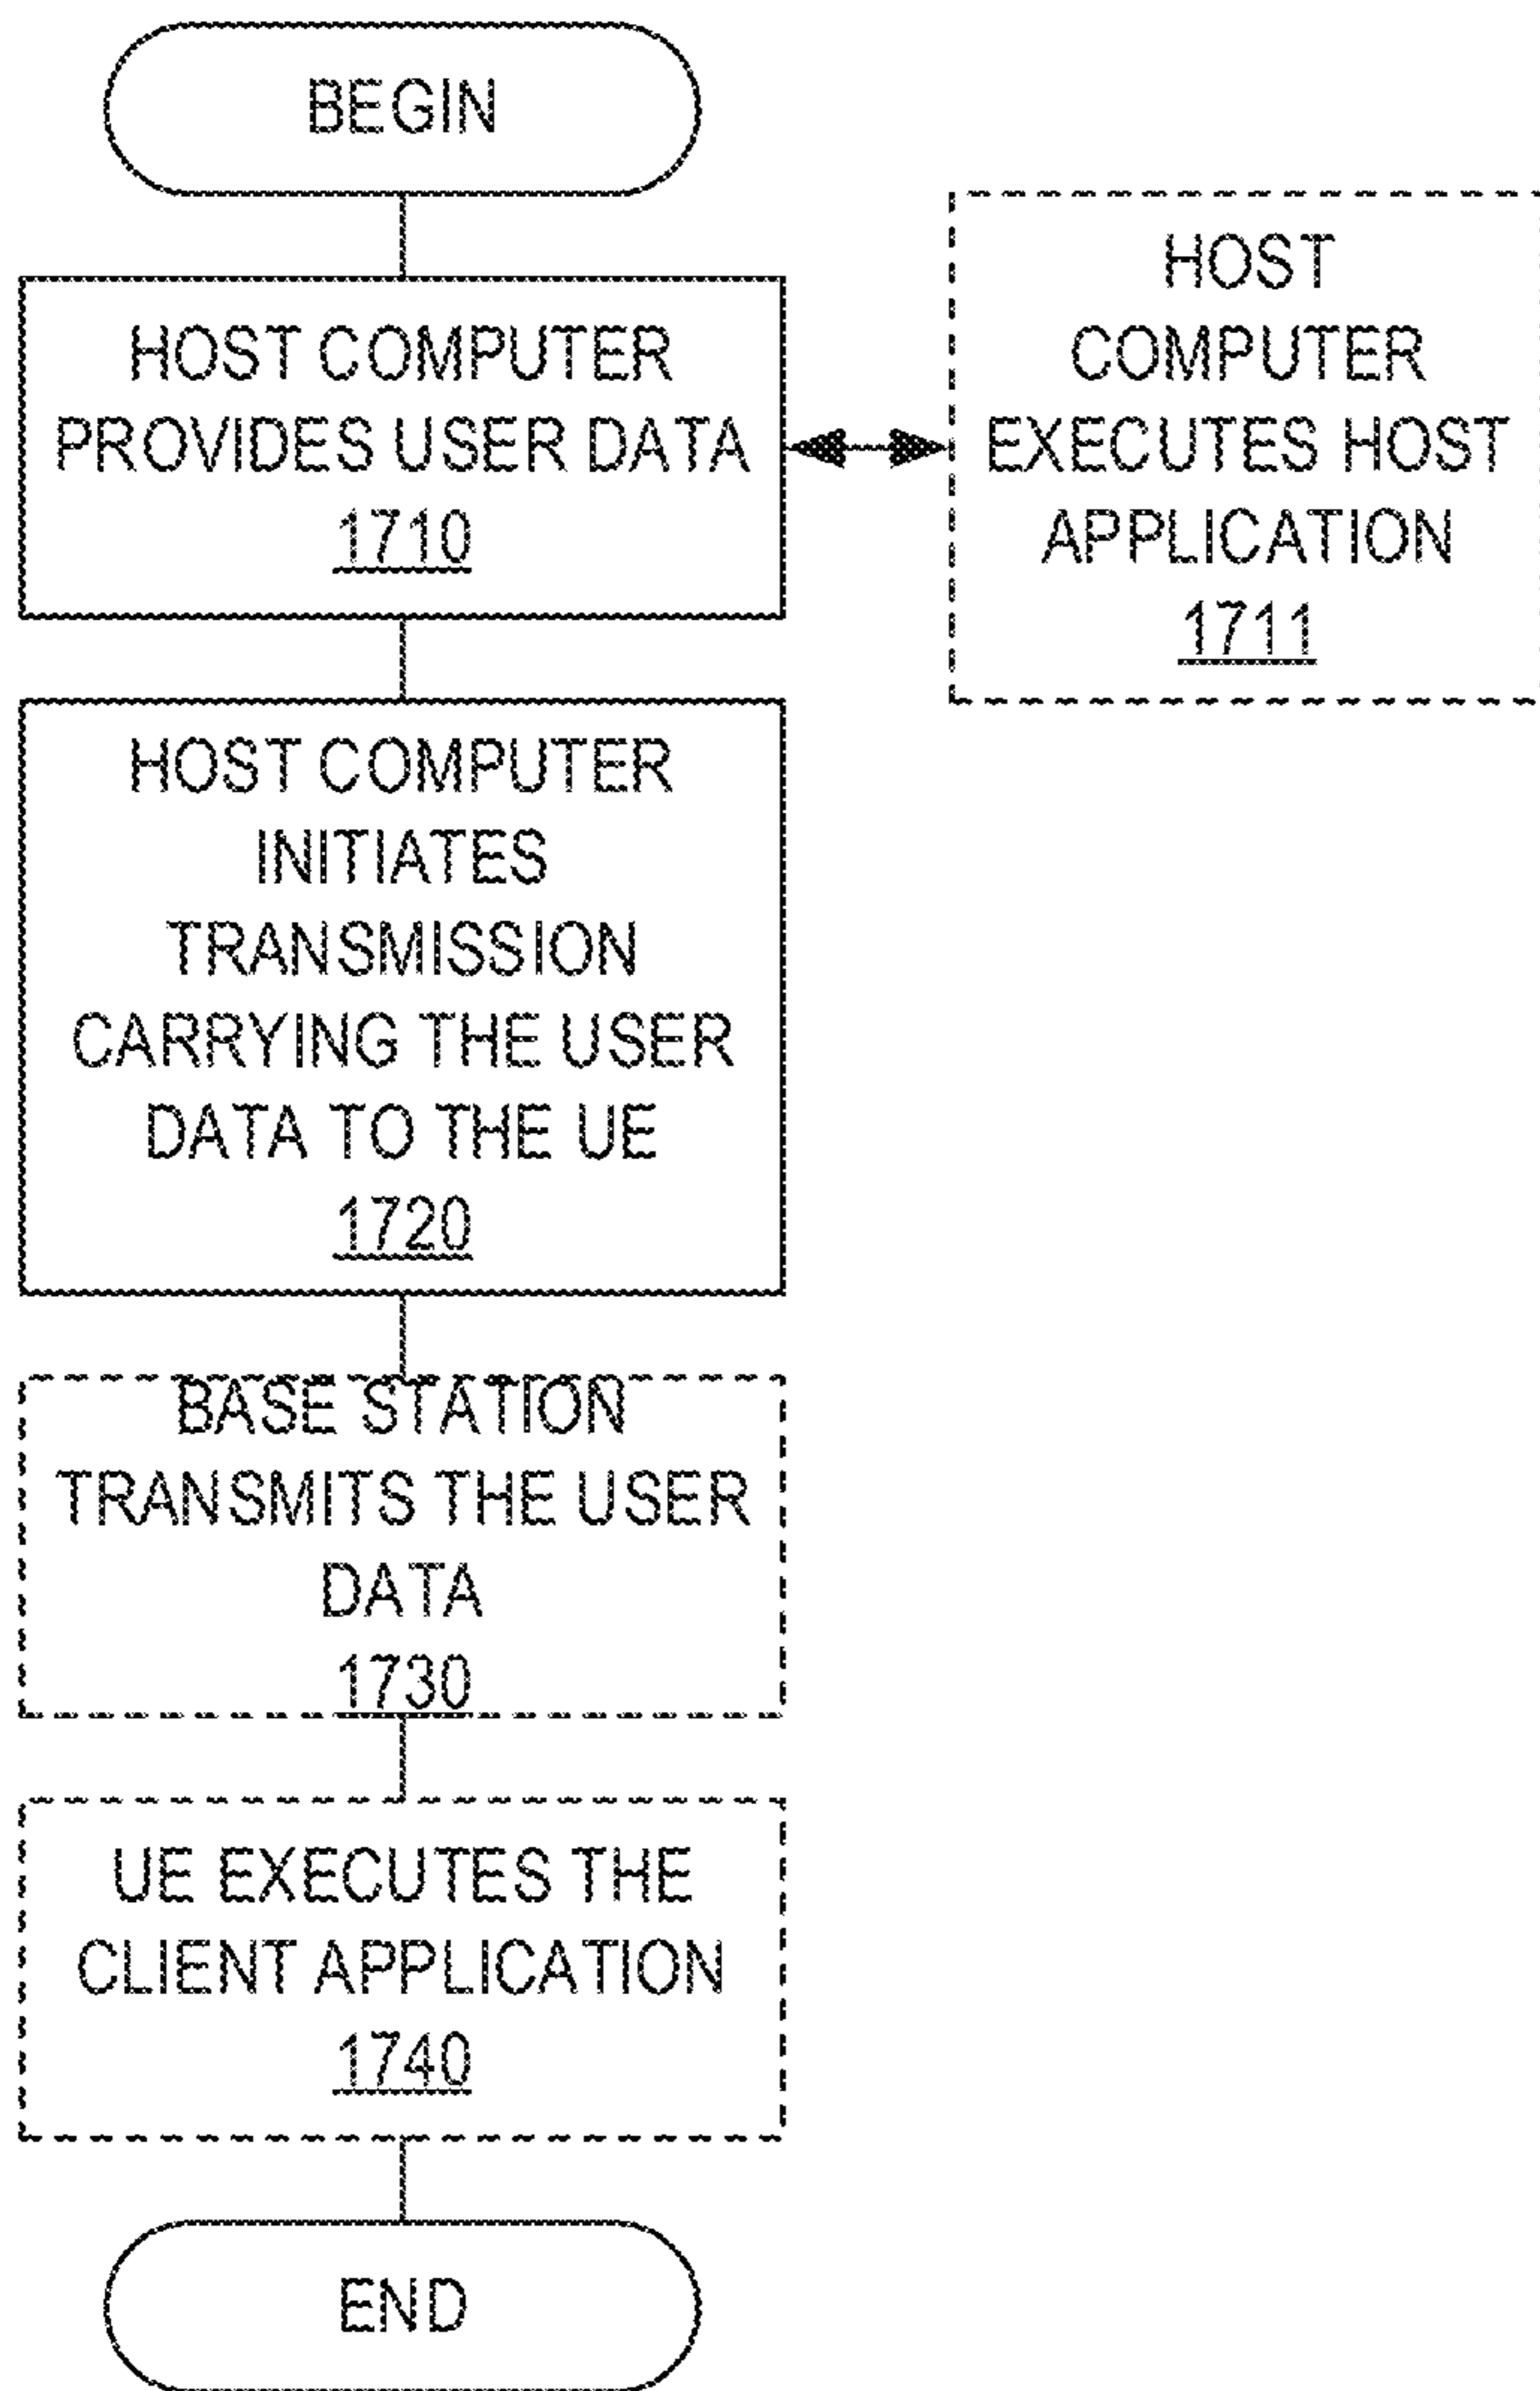 BEGIN
HOST COMPUTER
PROVIDES USER DATA
1710
HOST
COMPUTER
EXECUTES HOST
APPLICATION
1711
HOST COMPUTER
INITIATES
TRANSMISSION
CARRYING THE USER
DATA TO THE UE
1720
BASE STATION
TRANSMITS THE USER
DATA
1730
UE EXECUTES THE
CLIENT APPLICATION
1740
END